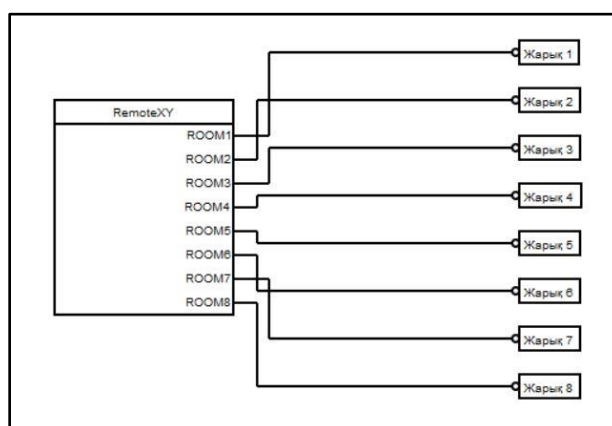 RemoteXY
ROOM1
ROOM2
ROOM3
ROOM4
ROOM5
ROOM6
ROOM7
ROOM8
Жарық 1
Жарық 2
Жарық 3
Жарық 4
Жарық 5
Жарық 6
Жарық 7
Жарық 8